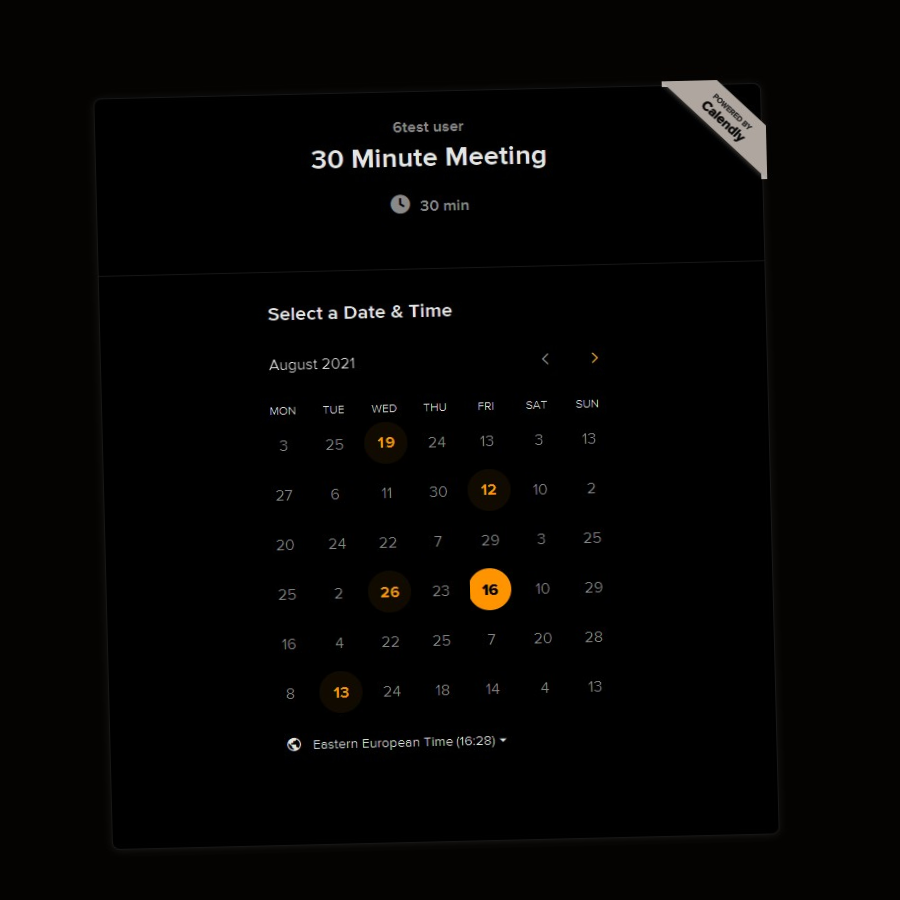 POWERED BY
Calendly
6test user
30 Minute Meeting
30 min
Select a Date & Time
August 2021
MON TUE WED THU FRI SAT SUN
3 25 19 24 13 3 13
27 6 11 30 12 10 2
20 24 22 7 29 3 25
25 2 26 23 16 10 29
16 4 22 25 7 20 28
8 13 24 18 14 4 13
Eastern European Time (16:28)